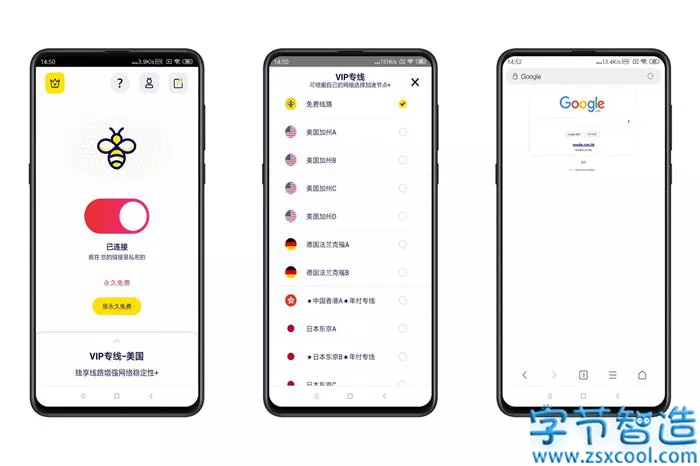 14:50
...3.9K/s
?
已连接
现在 您的链接是私密的
永久免费
领永久免费
VIP专线-美国
独享线路增强网络稳定性+
14:50
...151K/s
VIP专线
可根据自己的网络选择加速节点+
免费线路
美国加州A
美国加州B
美国加州C
美国加州D
德国法兰克福A
德国法兰克福B
★中国香港A★年付专线
日本东京A
★日本东京B★年付专线
日本东京C
14:52
...13.4K/s
Google
Google
google.com.hk
3
字节智造
www.zsxcool.com